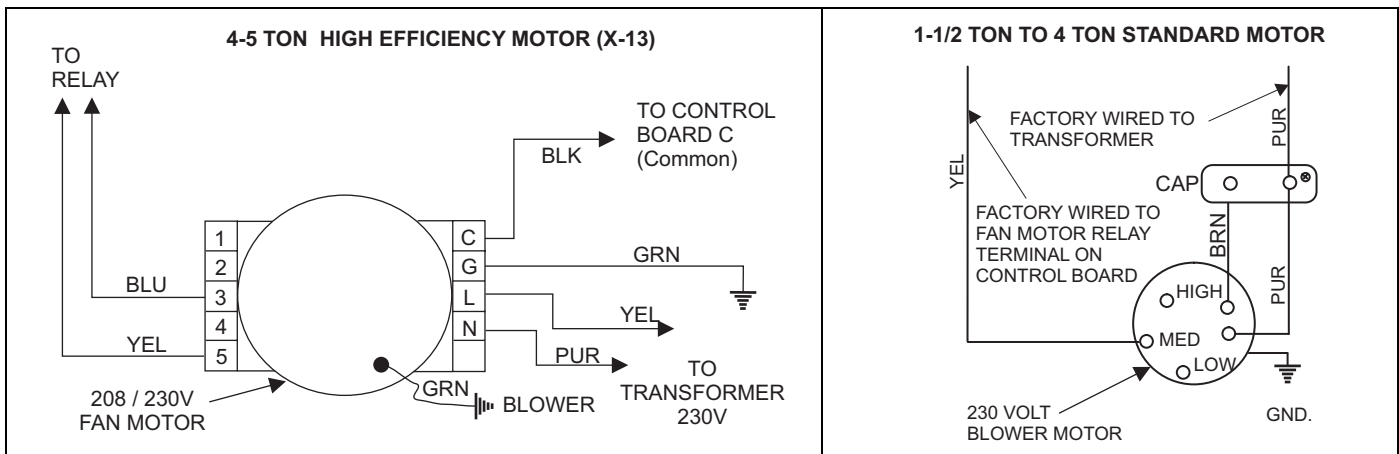 4-5 TON HIGH EFFICIENCY MOTOR (X-13)
TO
RELAY
TO CONTROL
BOARD C
(Common)
BLK
1
2
3
4
5
C
G
L
N
BLU
YEL
GRN
YEL
PUR
TO
TRANSFORMER
230V
GRN
BLOWER
208 / 230V
FAN MOTOR
1-1/2 TON TO 4 TON STANDARD MOTOR
FACTORY WIRED TO
TRANSFORMER
PUR
YEL
CAP
FACTORY WIRED TO
FAN MOTOR RELAY
TERMINAL ON
CONTROL BOARD
BRN
PUR
HIGH
MED
LOW
230 VOLT
BLOWER MOTOR
GND.